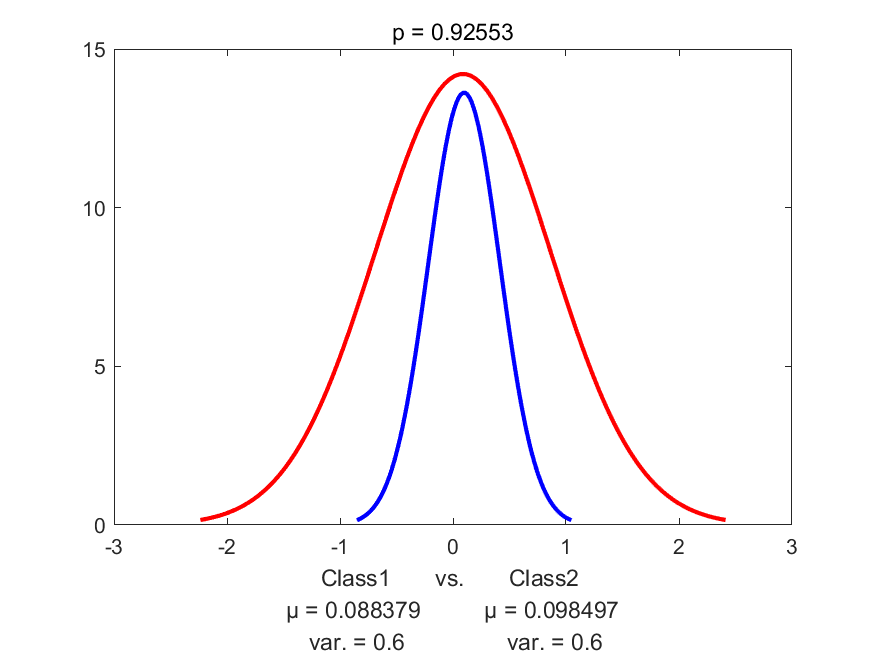 p = 0.92553
15
10
5
0
-3 -2 -1 0 1 2 3
Class1 vs. Class2
μ = 0.088379 μ = 0.098497
var. = 0.6 var. = 0.6